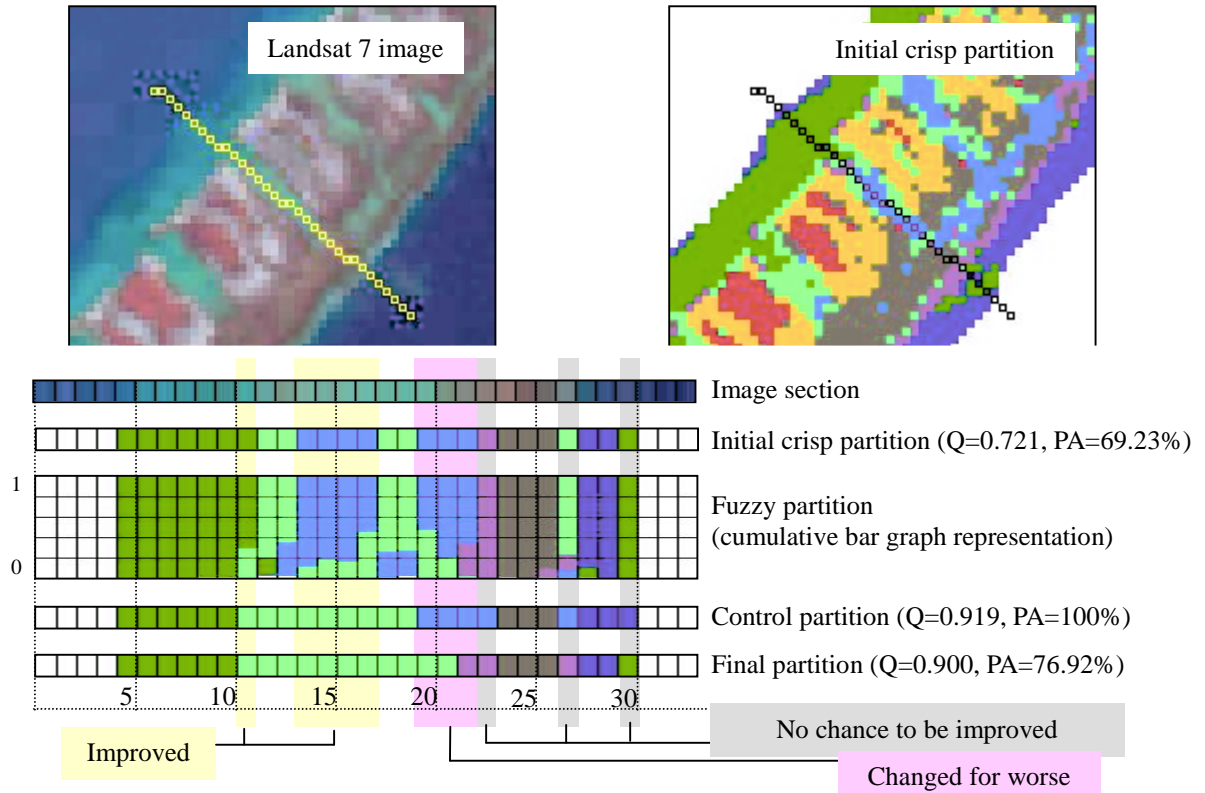 Landsat 7 image
Initial crisp partition
Image section
Initial crisp partition (Q=0.721, PA=69.23%)
1
0
Fuzzy partition
(cumulative bar graph representation)
Control partition (Q=0.919, PA=100%)
Final partition (Q=0.900, PA=76.92%)
5 10 15 20 25 30
No chance to be improved
Improved
Changed for worse